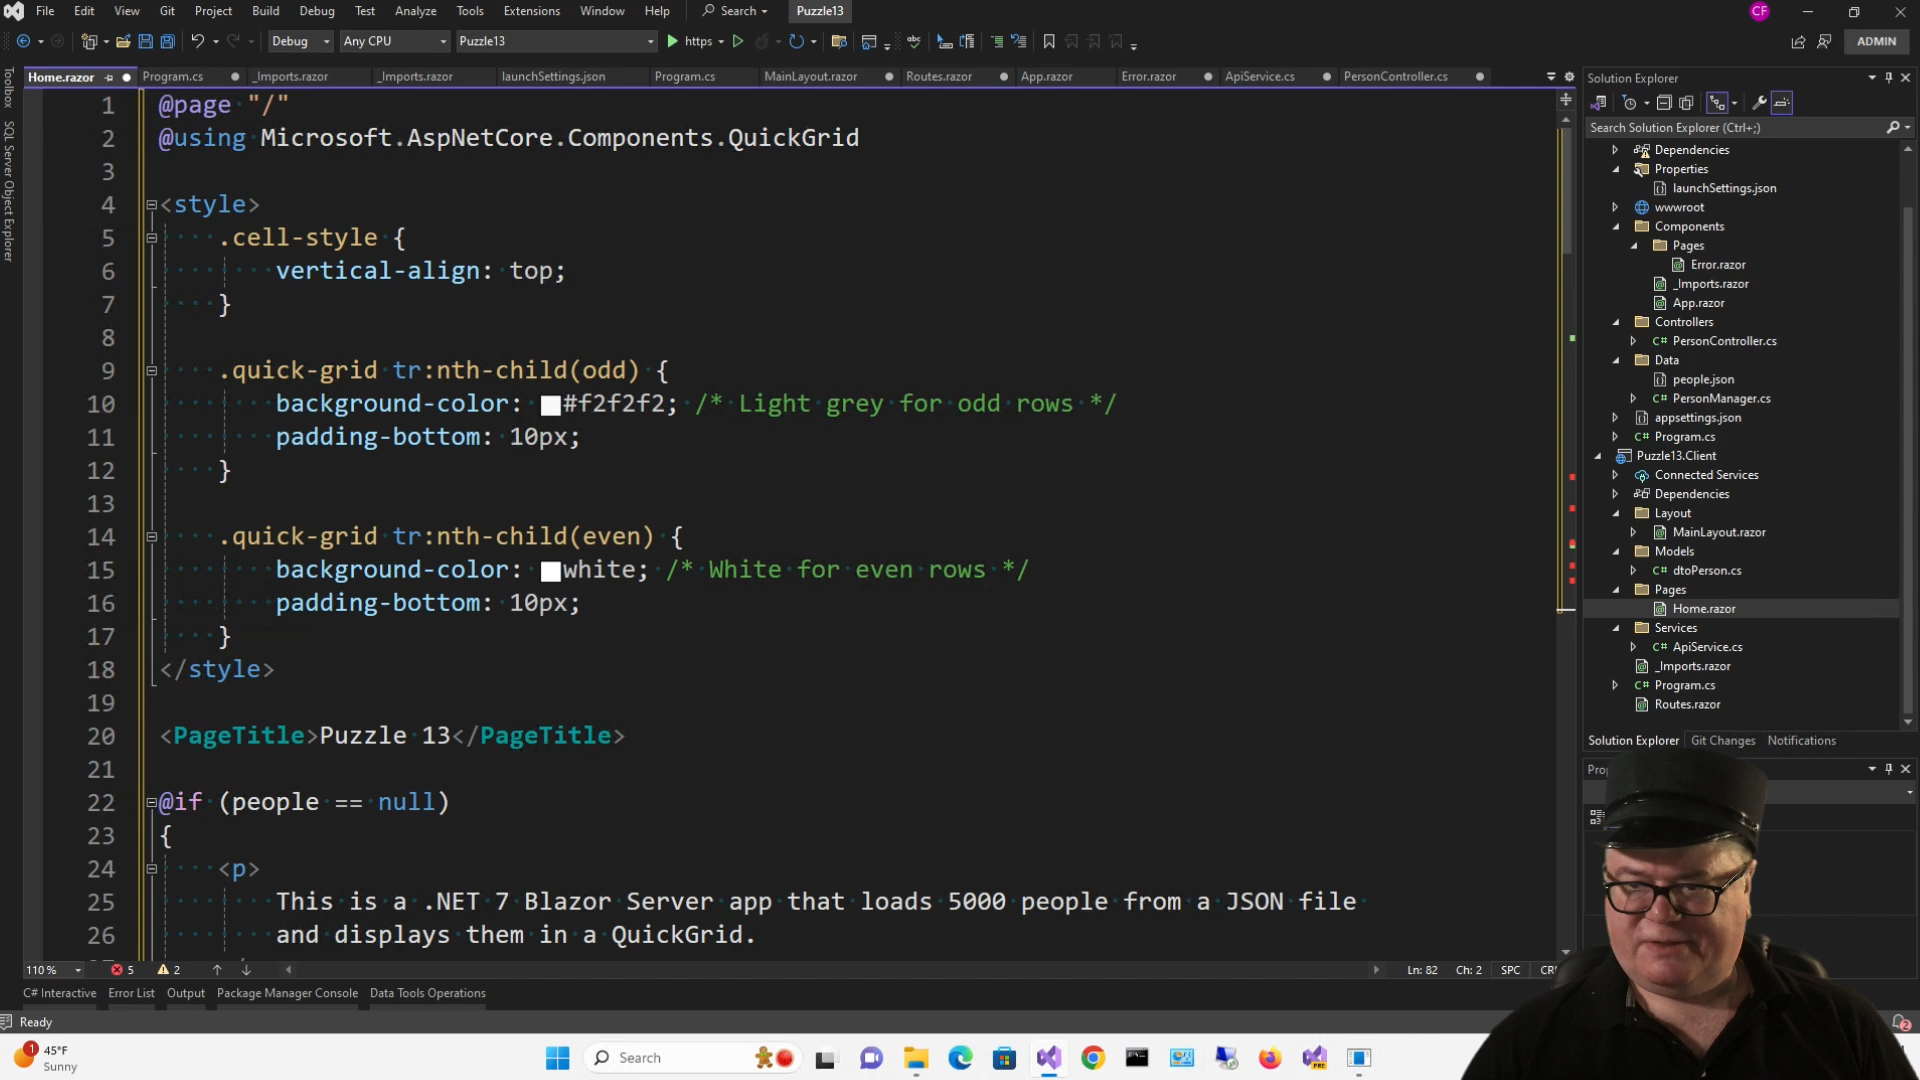 File Edit View Git Project Build Debug Test Analyze Tools Extensions Window Help Search Puzzle13 CF
Debug Any CPU Puzzle13 https ADMIN
Home.razor Program.cs _Imports.razor _Imports.razor launchSettings.json Program.cs MainLayout.razor Routes.razor App.razor Error.razor ApiService.cs PersonController.cs
Toolbox
SQL Server Object Explorer
1 @page "/"
2 @using Microsoft.AspNetCore.Components.QuickGrid
3
4 <style>
5 .cell-style {
6 vertical-align: top;
7 }
8
9 .quick-grid tr:nth-child(odd) {
10 background-color: #f2f2f2; /* Light grey for odd rows */
11 padding-bottom: 10px;
12 }
13
14 .quick-grid tr:nth-child(even) {
15 background-color: white; /* White for even rows */
16 padding-bottom: 10px;
17 }
18 </style>
19
20 <PageTitle>Puzzle 13</PageTitle>
21
22 @if (people == null)
23 {
24 <p>
25 This is a .NET 7 Blazor Server app that loads 5000 people from a JSON file
26 and displays them in a QuickGrid.
110 % 5 2 Ln: 82 Ch: 2 SPC
C# Interactive Error List Output Package Manager Console Data Tools Operations
Ready
Solution Explorer
Search Solution Explorer (Ctrl+;)
Dependencies
Properties
launchSettings.json
wwwroot
Components
Pages
Error.razor
_Imports.razor
App.razor
Controllers
C# PersonController.cs
Data
people.json
C# PersonManager.cs
appsettings.json
C# Program.cs
Puzzle13.Client
Connected Services
Dependencies
Layout
MainLayout.razor
Models
C# dtoPerson.cs
Pages
Home.razor
Services
C# ApiService.cs
_Imports.razor
C# Program.cs
Routes.razor
Solution Explorer Git Changes Notifications
1 45°F
Sunny
Search
PRE
2